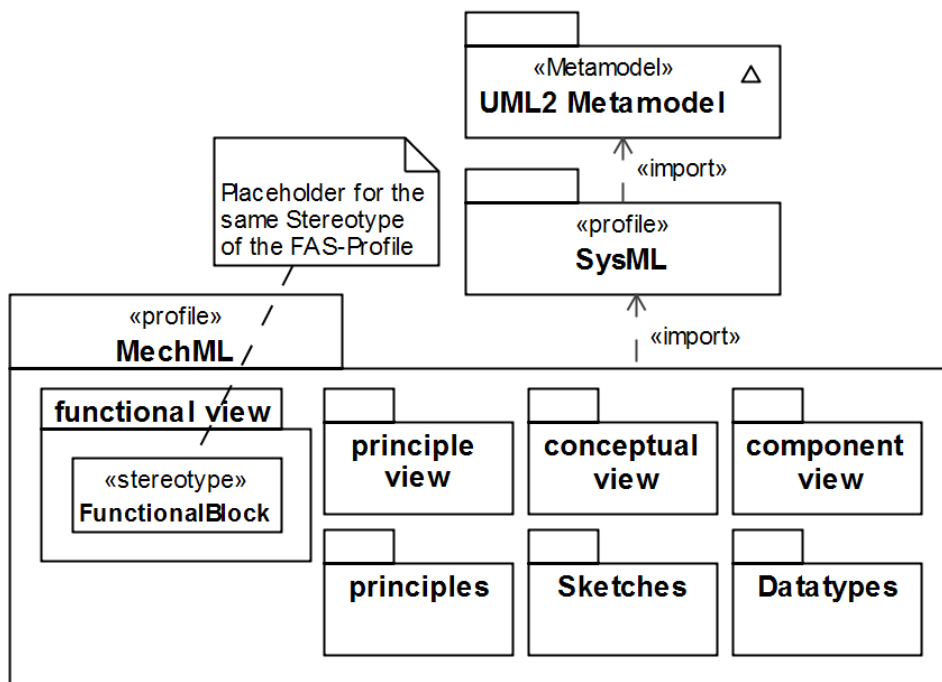 «Metamodel»
UML2 Metamodel
«import»
Placeholder for the
same Stereotype
of the FAS-Profile
«profile»
SysML
«import»
«profile»
MechML
functional view
«stereotype»
FunctionalBlock
principle
view
conceptual
view
component
view
principles
Sketches
Datatypes